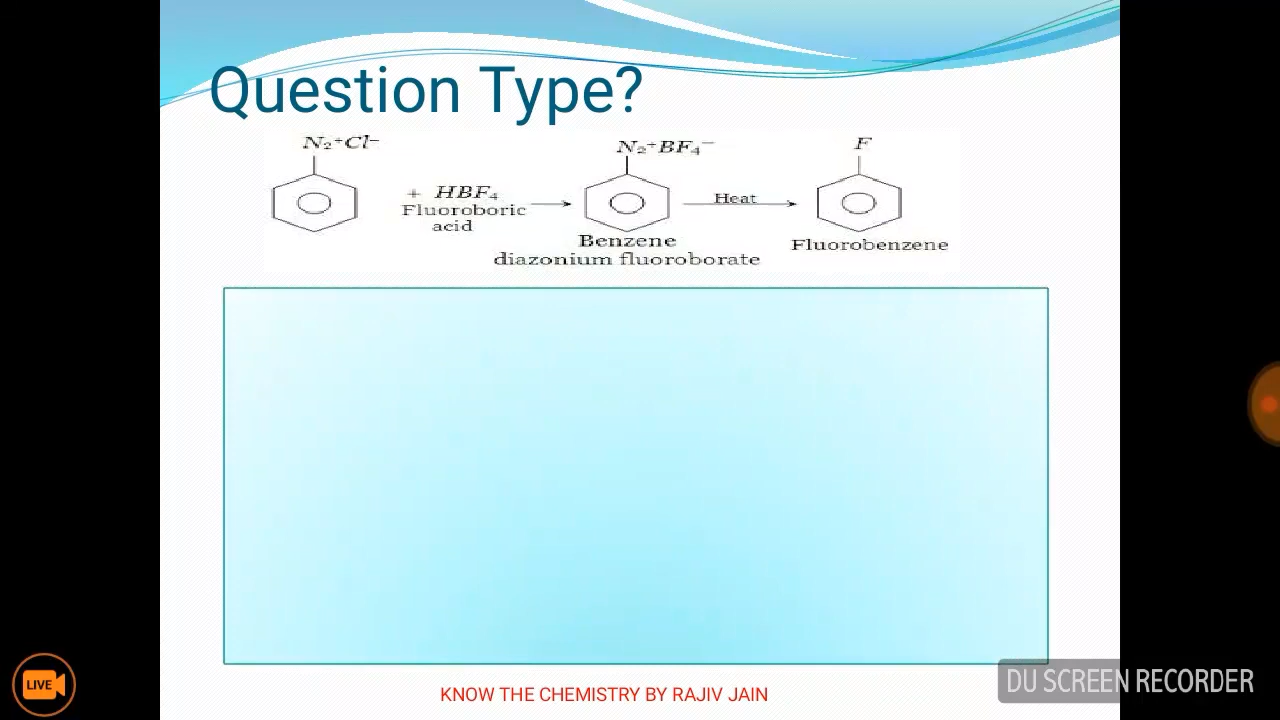 Question Type?
N₂⁺Cl⁻
+ HBF₄
Fluoroboric
acid
N₂⁺BF₄⁻
Benzene
diazonium fluoroborate
Heat
F
Fluorobenzene
KNOW THE CHEMISTRY BY RAJIV JAIN
LIVE
DU SCREEN RECORDER